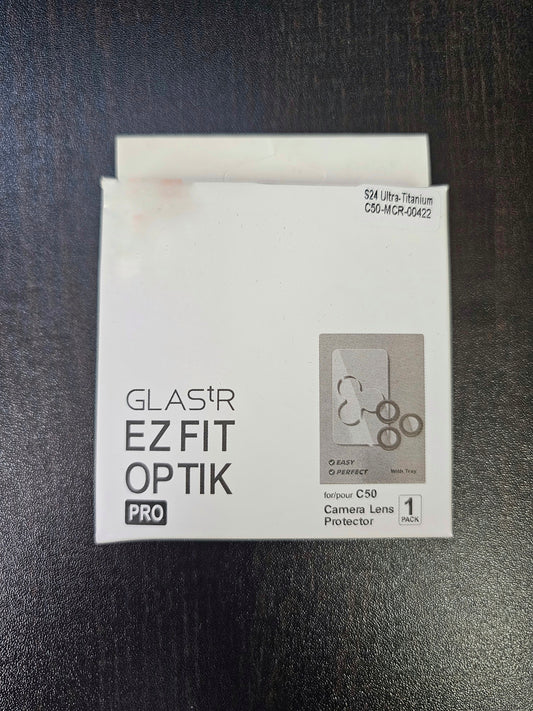 S24 Ultra-Titanium
C50-MCR-00422
GLAStR
EZ FIT
OPTIK
PRO
EASY
PERFECT
With Tray
for/pour C50
Camera Lens
Protector
1
PACK